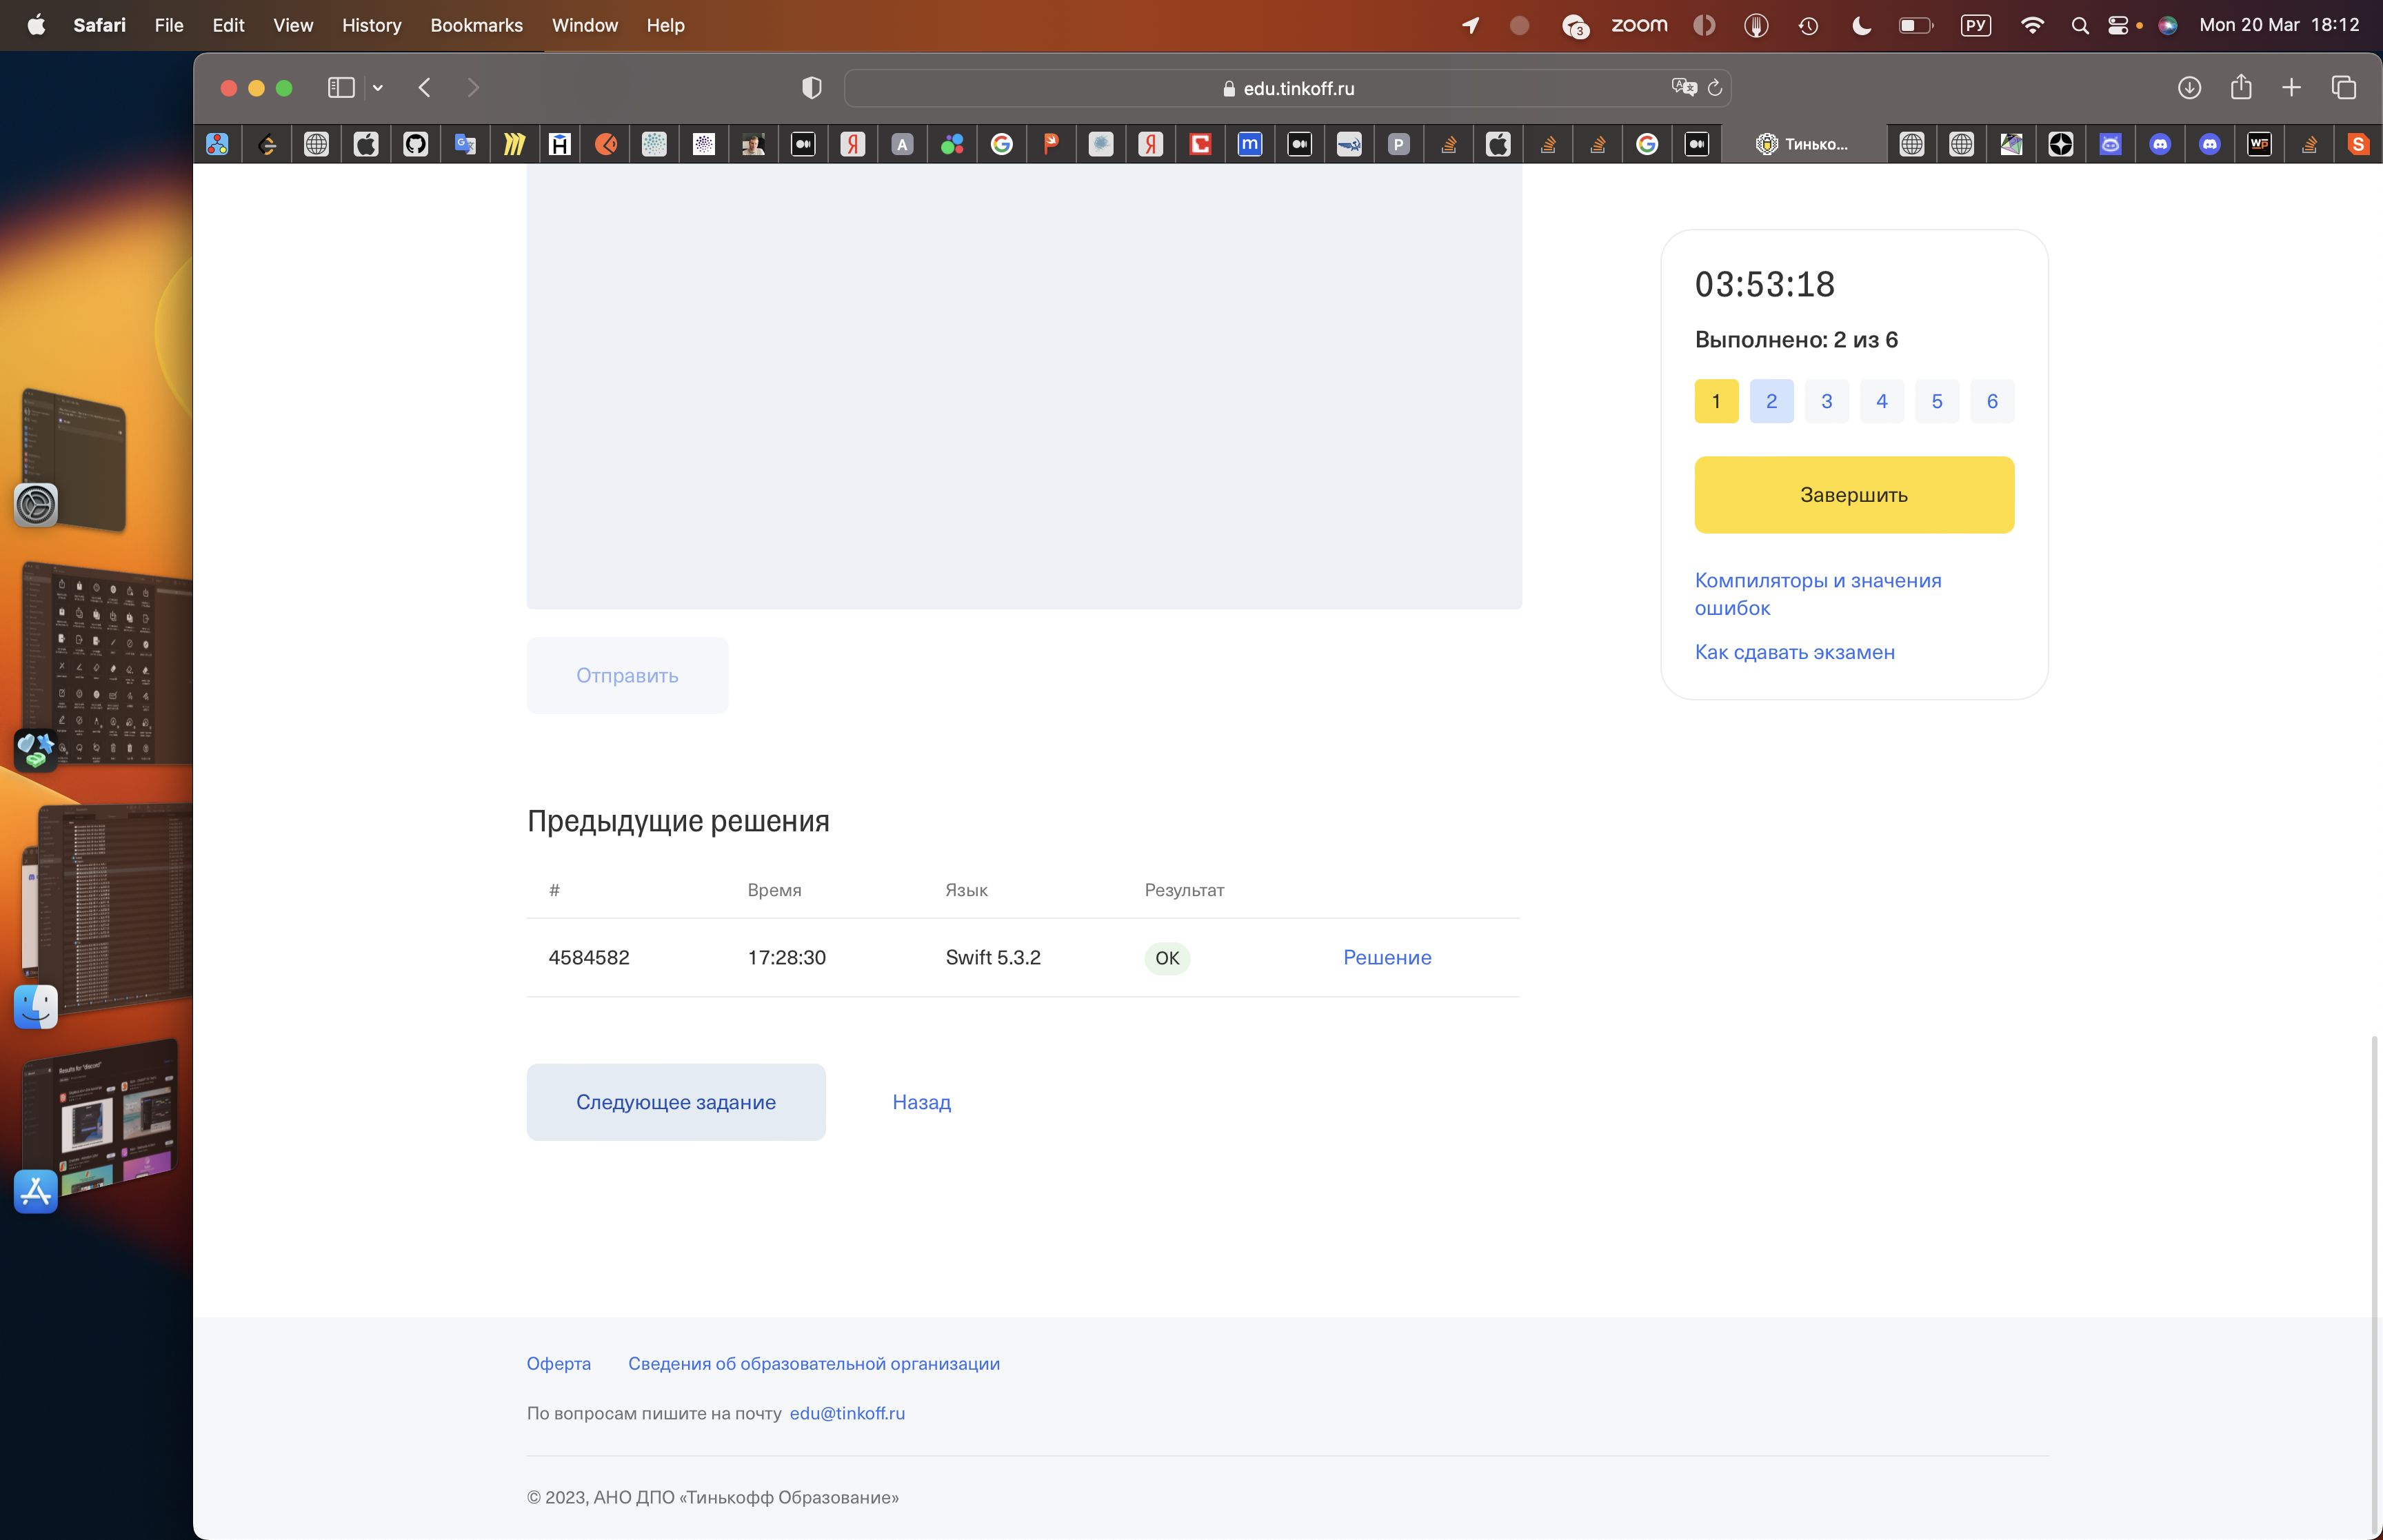 Safari File Edit View History Bookmarks Window Help
3 zoom РУ Mon 20 Mar 18:12
edu.tinkoff.ru
Тинько...
03:53:18
Выполнено: 2 из 6
1 2 3 4 5 6
Завершить
Компиляторы и значения
ошибок
Как сдавать экзамен
Отправить
Предыдущие решения
# Время Язык Результат
4584582 17:28:30 Swift 5.3.2 OK Решение
Следующее задание Назад
Results for "discord"
Оферта Сведения об образовательной организации
По вопросам пишите на почту edu@tinkoff.ru
© 2023, АНО ДПО «Тинькофф Образование»